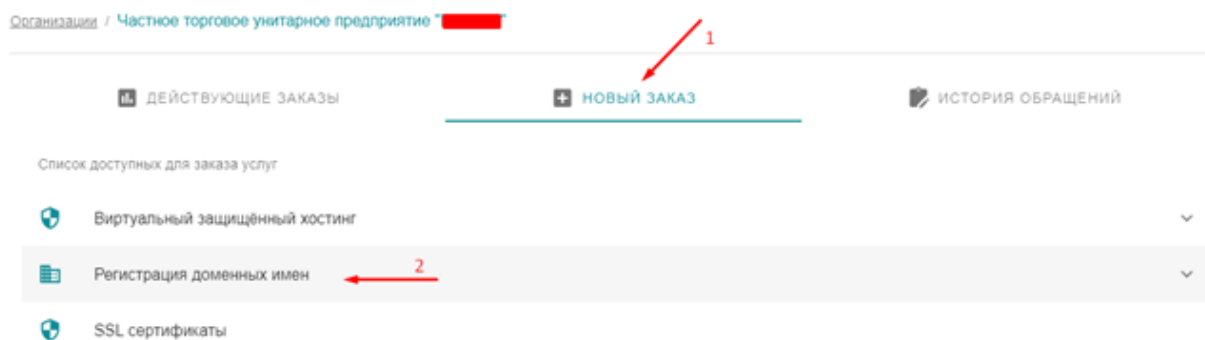 Организации / Частное торговое унитарное предприятие " "
1
ДЕЙСТВУЮЩИЕ ЗАКАЗЫ НОВЫЙ ЗАКАЗ ИСТОРИЯ ОБРАЩЕНИЙ
Список доступных для заказа услуг
Виртуальный защищённый хостинг
Регистрация доменных имен 2
SSL сертификаты